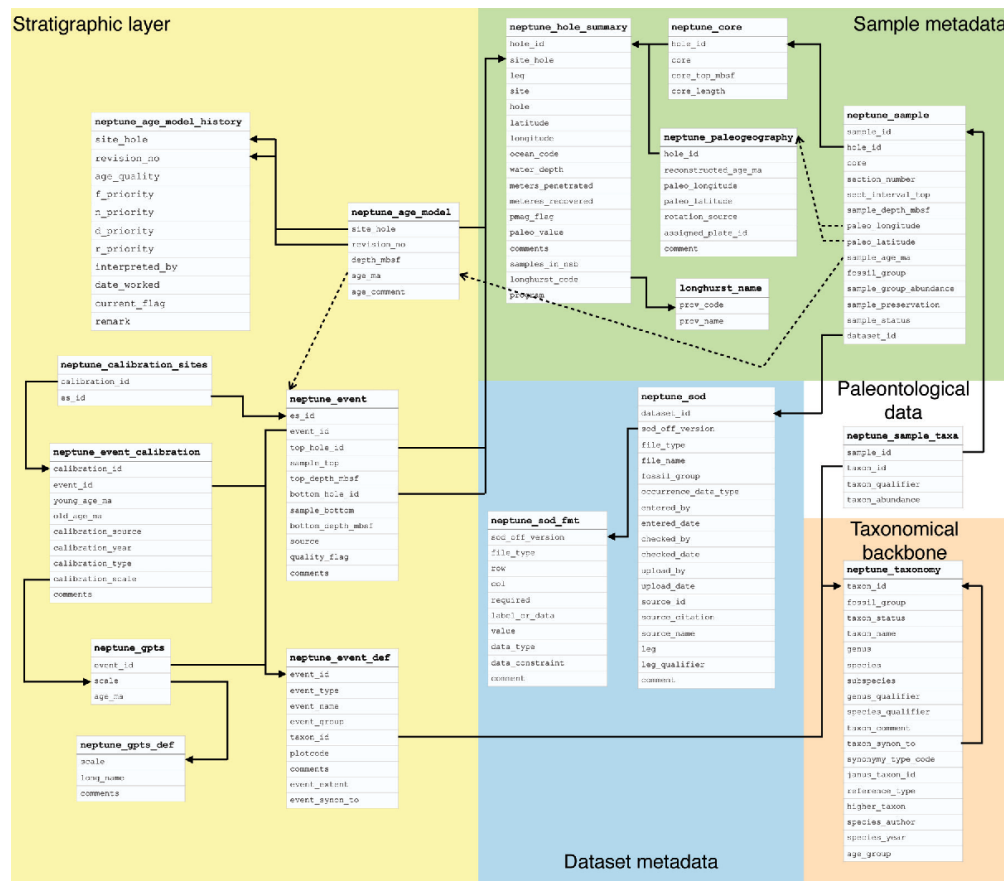 Stratigraphic layer
neptune_age_model_history
site_hole
revision_no
age_quality
f_priority
n_priority
d_priority
r_priority
interpreted_by
date_worked
current_flag
remark
neptune_age_model
site_hole
revision_no
depth_mbsf
age_ma
age_comment
neptune_calibration_sites
calibration_id
es_id
neptune_event_calibration
calibration_id
event_id
young_age_ma
old_age_ma
calibration_source
calibration_year
calibration_type
calibration_scale
comments
neptune_event
es_id
event_id
top_hole_id
sample_top
top_depth_mbsf
bottom_hole_id
sample_bottom
bottom_depth_mbsf
source
quality_flag
comments
neptune_gpts
event_id
scale
age_ma
neptune_gpts_def
scale
long_name
comments
neptune_event_def
event_id
event_type
event_name
event_group
taxon_id
plotcode
comments
event_extent
event_synon_to
Sample metadata
neptune_hole_summary
hole_id
site_hole
leg
site
hole
latitude
longitude
ocean_code
water_depth
meters_penetrated
meteres_recovered
pmag_flag
paleo_value
comments
samples_in_nsb
longhurst_code
program
neptune_core
hole_id
core
core_top_mbsf
core_length
neptune_paleogeography
hole_id
reconstructed_age_ma
paleo_longitude
paleo_latitude
rotation_source
assigned_plate_id
comment
longhurst_name
prov_code
prov_name
neptune_sample
sample_id
hole_id
core
section_number
sect_interval_top
sample_depth_mbsf
paleo_longitude
paleo_latitude
sample_age_ma
fossil_group
sample_group_abundance
sample_preservation
sample_status
dataset_id
neptune_sod
dataset_id
sod_off_version
file_type
file_name
fossil_group
occurrence_data_type
entered_by
entered_date
checked_by
checked_date
upload_by
upload_date
source_id
source_citation
source_name
leg
leg_qualifier
comment
neptune_sod_fmt
sod_off_version
file_type
row
col
required
label_or_data
value
data_type
data_constraint
comment
Dataset metadata
Paleontological
data
neptune_sample_taxa
sample_id
taxon_id
taxon_qualifier
taxon_abundance
Taxonomical
backbone
neptune_taxonomy
taxon_id
fossil_group
taxon_status
taxon_name
genus
species
subspecies
genus_qualifier
species_qualifier
taxon_comment
taxon_synon_to
synonymy_type_code
janus_taxon_id
reference_type
higher_taxon
species_author
species_year
age_group